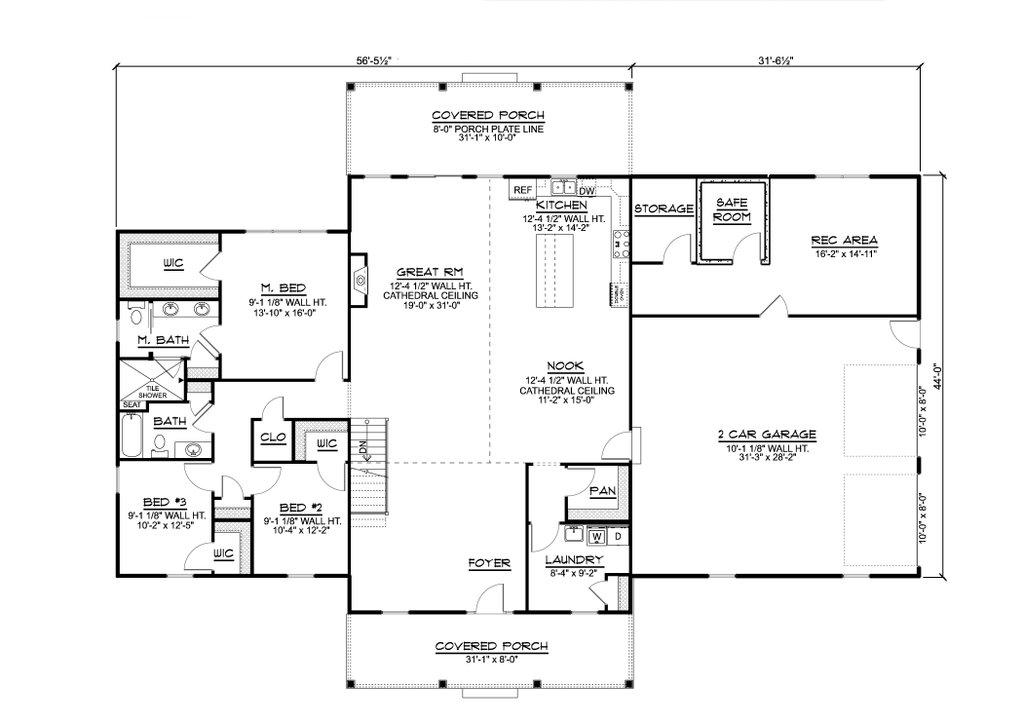 56'-5½"
31'-6½"
COVERED PORCH
8'-0" PORCH PLATE LINE
31'-1" x 10'-0"
REF
DW
KITCHEN
12'-4 1/2" WALL HT.
13'-2" x 14'-2"
STORAGE
SAFE
ROOM
REC AREA
16'-2" x 14'-11"
WIC
GREAT RM
12'-4 1/2" WALL HT.
CATHEDRAL CEILING
19'-0" x 31'-0"
M. BED
9'-1 1/8" WALL HT.
13'-10" x 16'-0"
DOUBLE
OVEN
M. BATH
TILE
SHOWER
SEAT
NOOK
12'-4 1/2" WALL HT.
CATHEDRAL CEILING
11'-2" x 15'-0"
44'-0"
10'-0" x 8'-0"
BATH
CLO
WIC
DN
2 CAR GARAGE
10'-1 1/8" WALL HT.
31'-3" x 28'-2"
PAN
BED #3
9'-1 1/8" WALL HT.
10'-2" x 12'-5"
BED #2
9'-1 1/8" WALL HT.
10'-4" x 12'-2"
10'-0" x 8'-0"
W
D
WIC
FOYER
LAUNDRY
8'-4" x 9'-2"
COVERED PORCH
31'-1" x 8'-0"